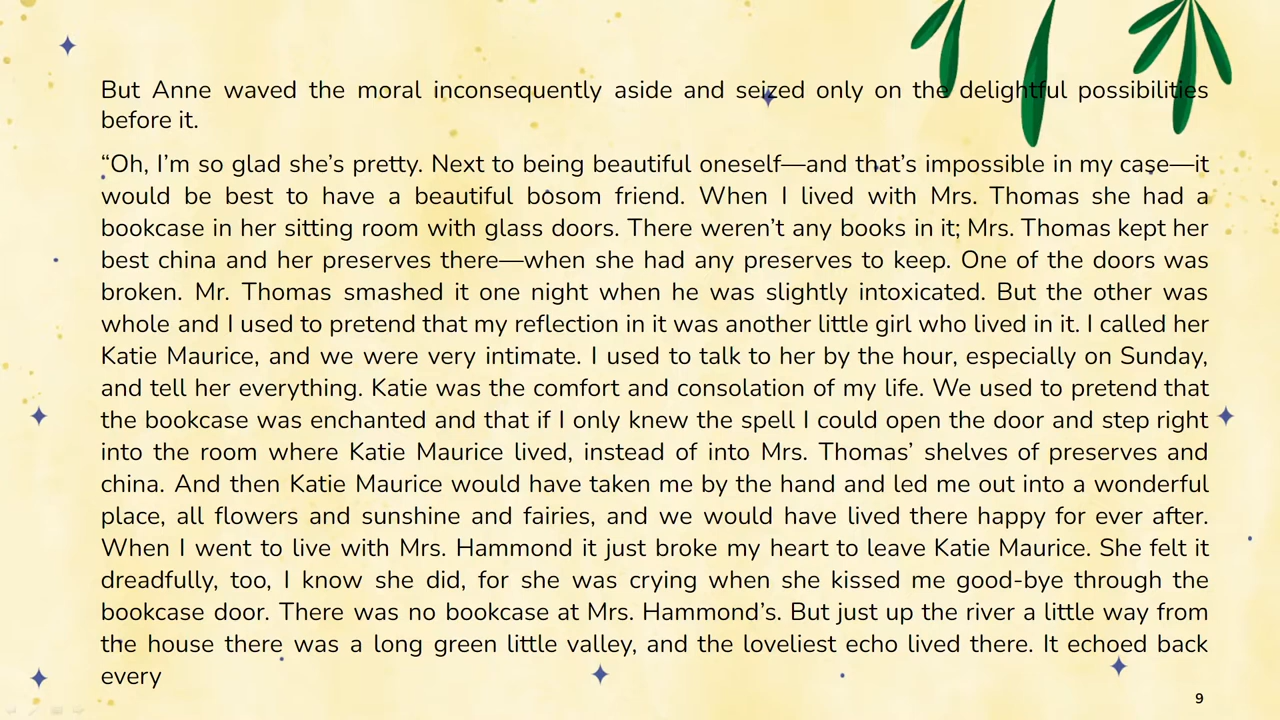 But Anne waved the moral inconsequently aside and seized only on the delightful possibilities
before it.
“Oh, I’m so glad she’s pretty. Next to being beautiful oneself—and that’s impossible in my case—it
would be best to have a beautiful bosom friend. When I lived with Mrs. Thomas she had a
bookcase in her sitting room with glass doors. There weren’t any books in it; Mrs. Thomas kept her
best china and her preserves there—when she had any preserves to keep. One of the doors was
broken. Mr. Thomas smashed it one night when he was slightly intoxicated. But the other was
whole and I used to pretend that my reflection in it was another little girl who lived in it. I called her
Katie Maurice, and we were very intimate. I used to talk to her by the hour, especially on Sunday,
and tell her everything. Katie was the comfort and consolation of my life. We used to pretend that
the bookcase was enchanted and that if I only knew the spell I could open the door and step right
into the room where Katie Maurice lived, instead of into Mrs. Thomas’ shelves of preserves and
china. And then Katie Maurice would have taken me by the hand and led me out into a wonderful
place, all flowers and sunshine and fairies, and we would have lived there happy for ever after.
When I went to live with Mrs. Hammond it just broke my heart to leave Katie Maurice. She felt it
dreadfully, too, I know she did, for she was crying when she kissed me good-bye through the
bookcase door. There was no bookcase at Mrs. Hammond’s. But just up the river a little way from
the house there was a long green little valley, and the loveliest echo lived there. It echoed back
every
9